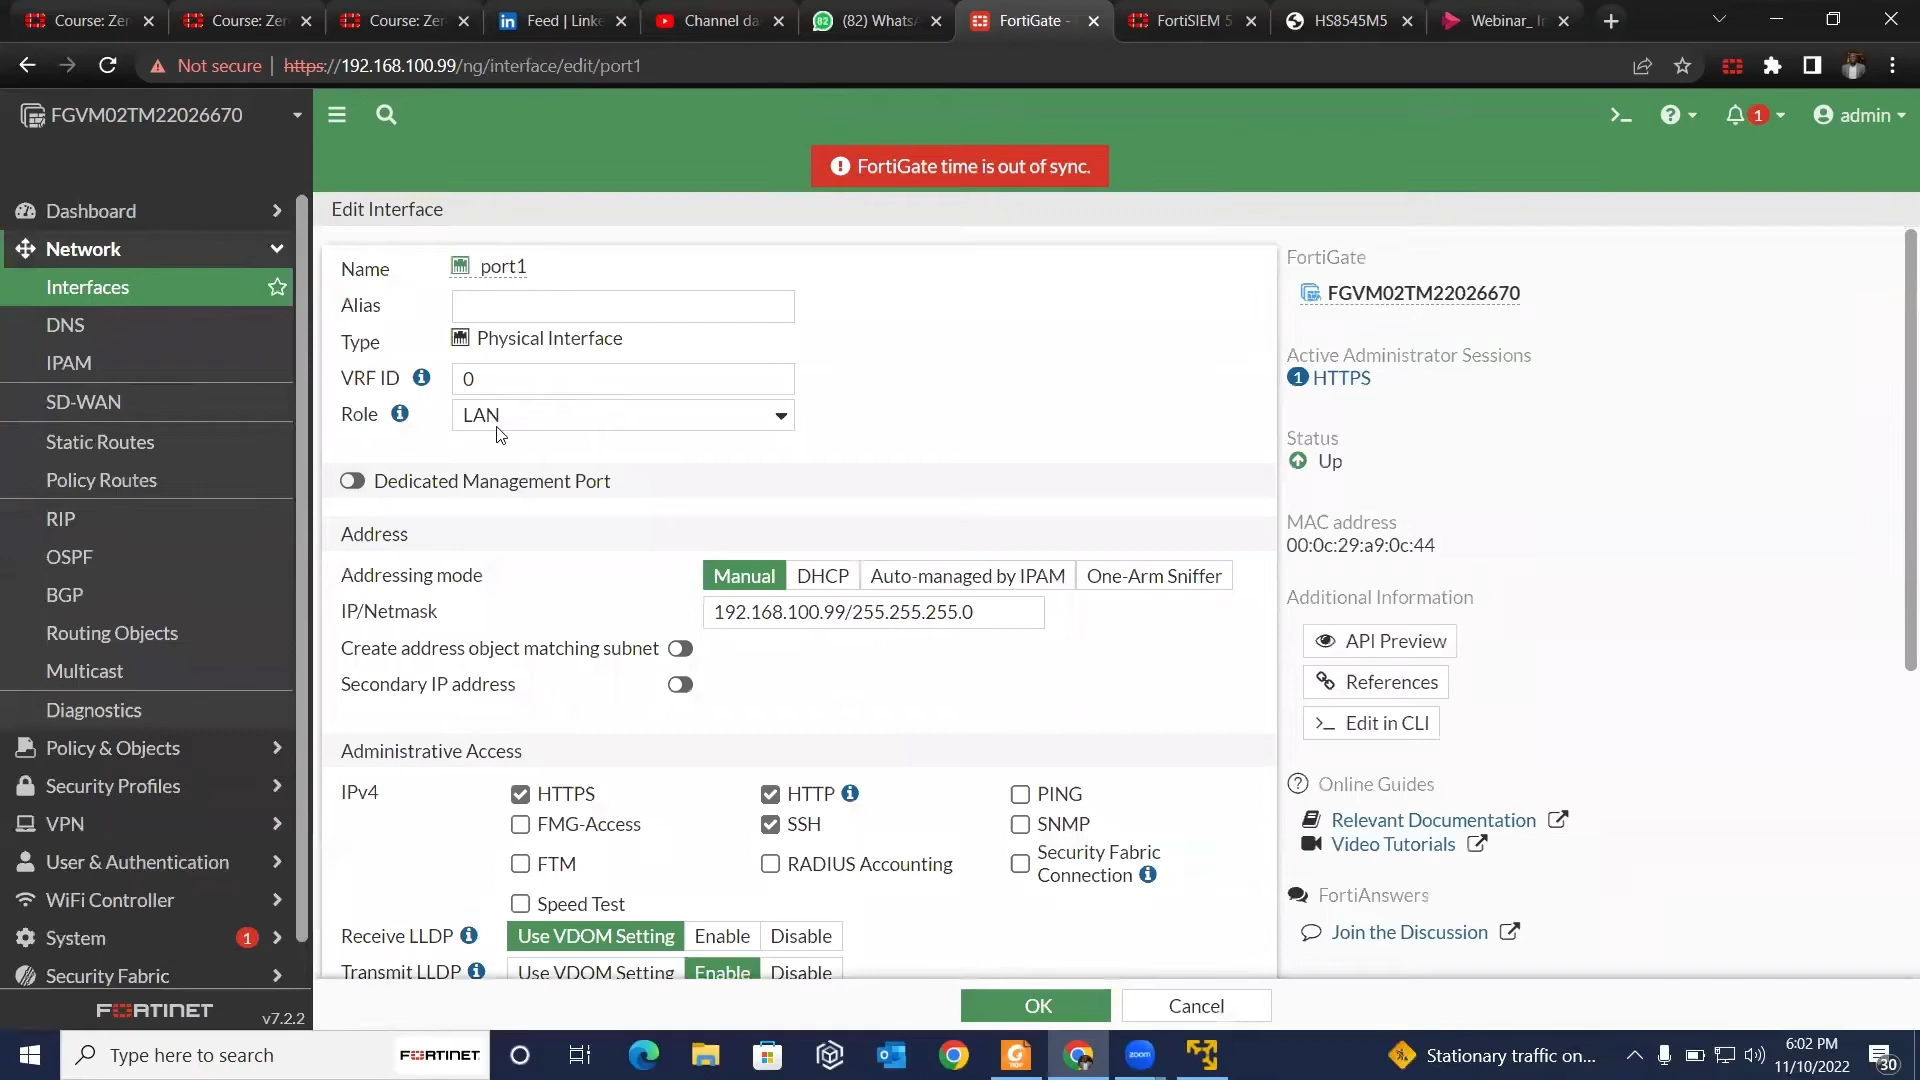 Course: Zer
Course: Zer
Course: Zer
Feed | Linke
Channel da
(82) Whats
FortiGate -
FortiSIEM 5
HS8545M5
Webinar_ I
Not secure | https://192.168.100.99/ng/interface/edit/port1
FGVM02TM22026670
1
admin
FortiGate time is out of sync.
Dashboard
Network
Interfaces
DNS
IPAM
SD-WAN
Static Routes
Policy Routes
RIP
OSPF
BGP
Routing Objects
Multicast
Diagnostics
Policy & Objects
Security Profiles
VPN
User & Authentication
WiFi Controller
System 1
Security Fabric
FORTINET v7.2.2
Edit Interface
Name port1
Alias
Type Physical Interface
VRF ID 0
Role LAN
Dedicated Management Port
Address
Addressing mode Manual DHCP Auto-managed by IPAM One-Arm Sniffer
IP/Netmask 192.168.100.99/255.255.255.0
Create address object matching subnet
Secondary IP address
Administrative Access
IPv4 HTTPS HTTP PING
FMG-Access SSH SNMP
FTM RADIUS Accounting Security Fabric
Connection
Speed Test
Receive LLDP Use VDOM Setting Enable Disable
Transmit LLDP Use VDOM Setting Enable Disable
OK Cancel
FortiGate
FGVM02TM22026670
Active Administrator Sessions
1 HTTPS
Status
Up
MAC address
00:0c:29:a9:0c:44
Additional Information
API Preview
References
Edit in CLI
Online Guides
Relevant Documentation
Video Tutorials
FortiAnswers
Join the Discussion
Type here to search
FORTINET
zoom
Stationary traffic on...
6:02 PM
11/10/2022
30